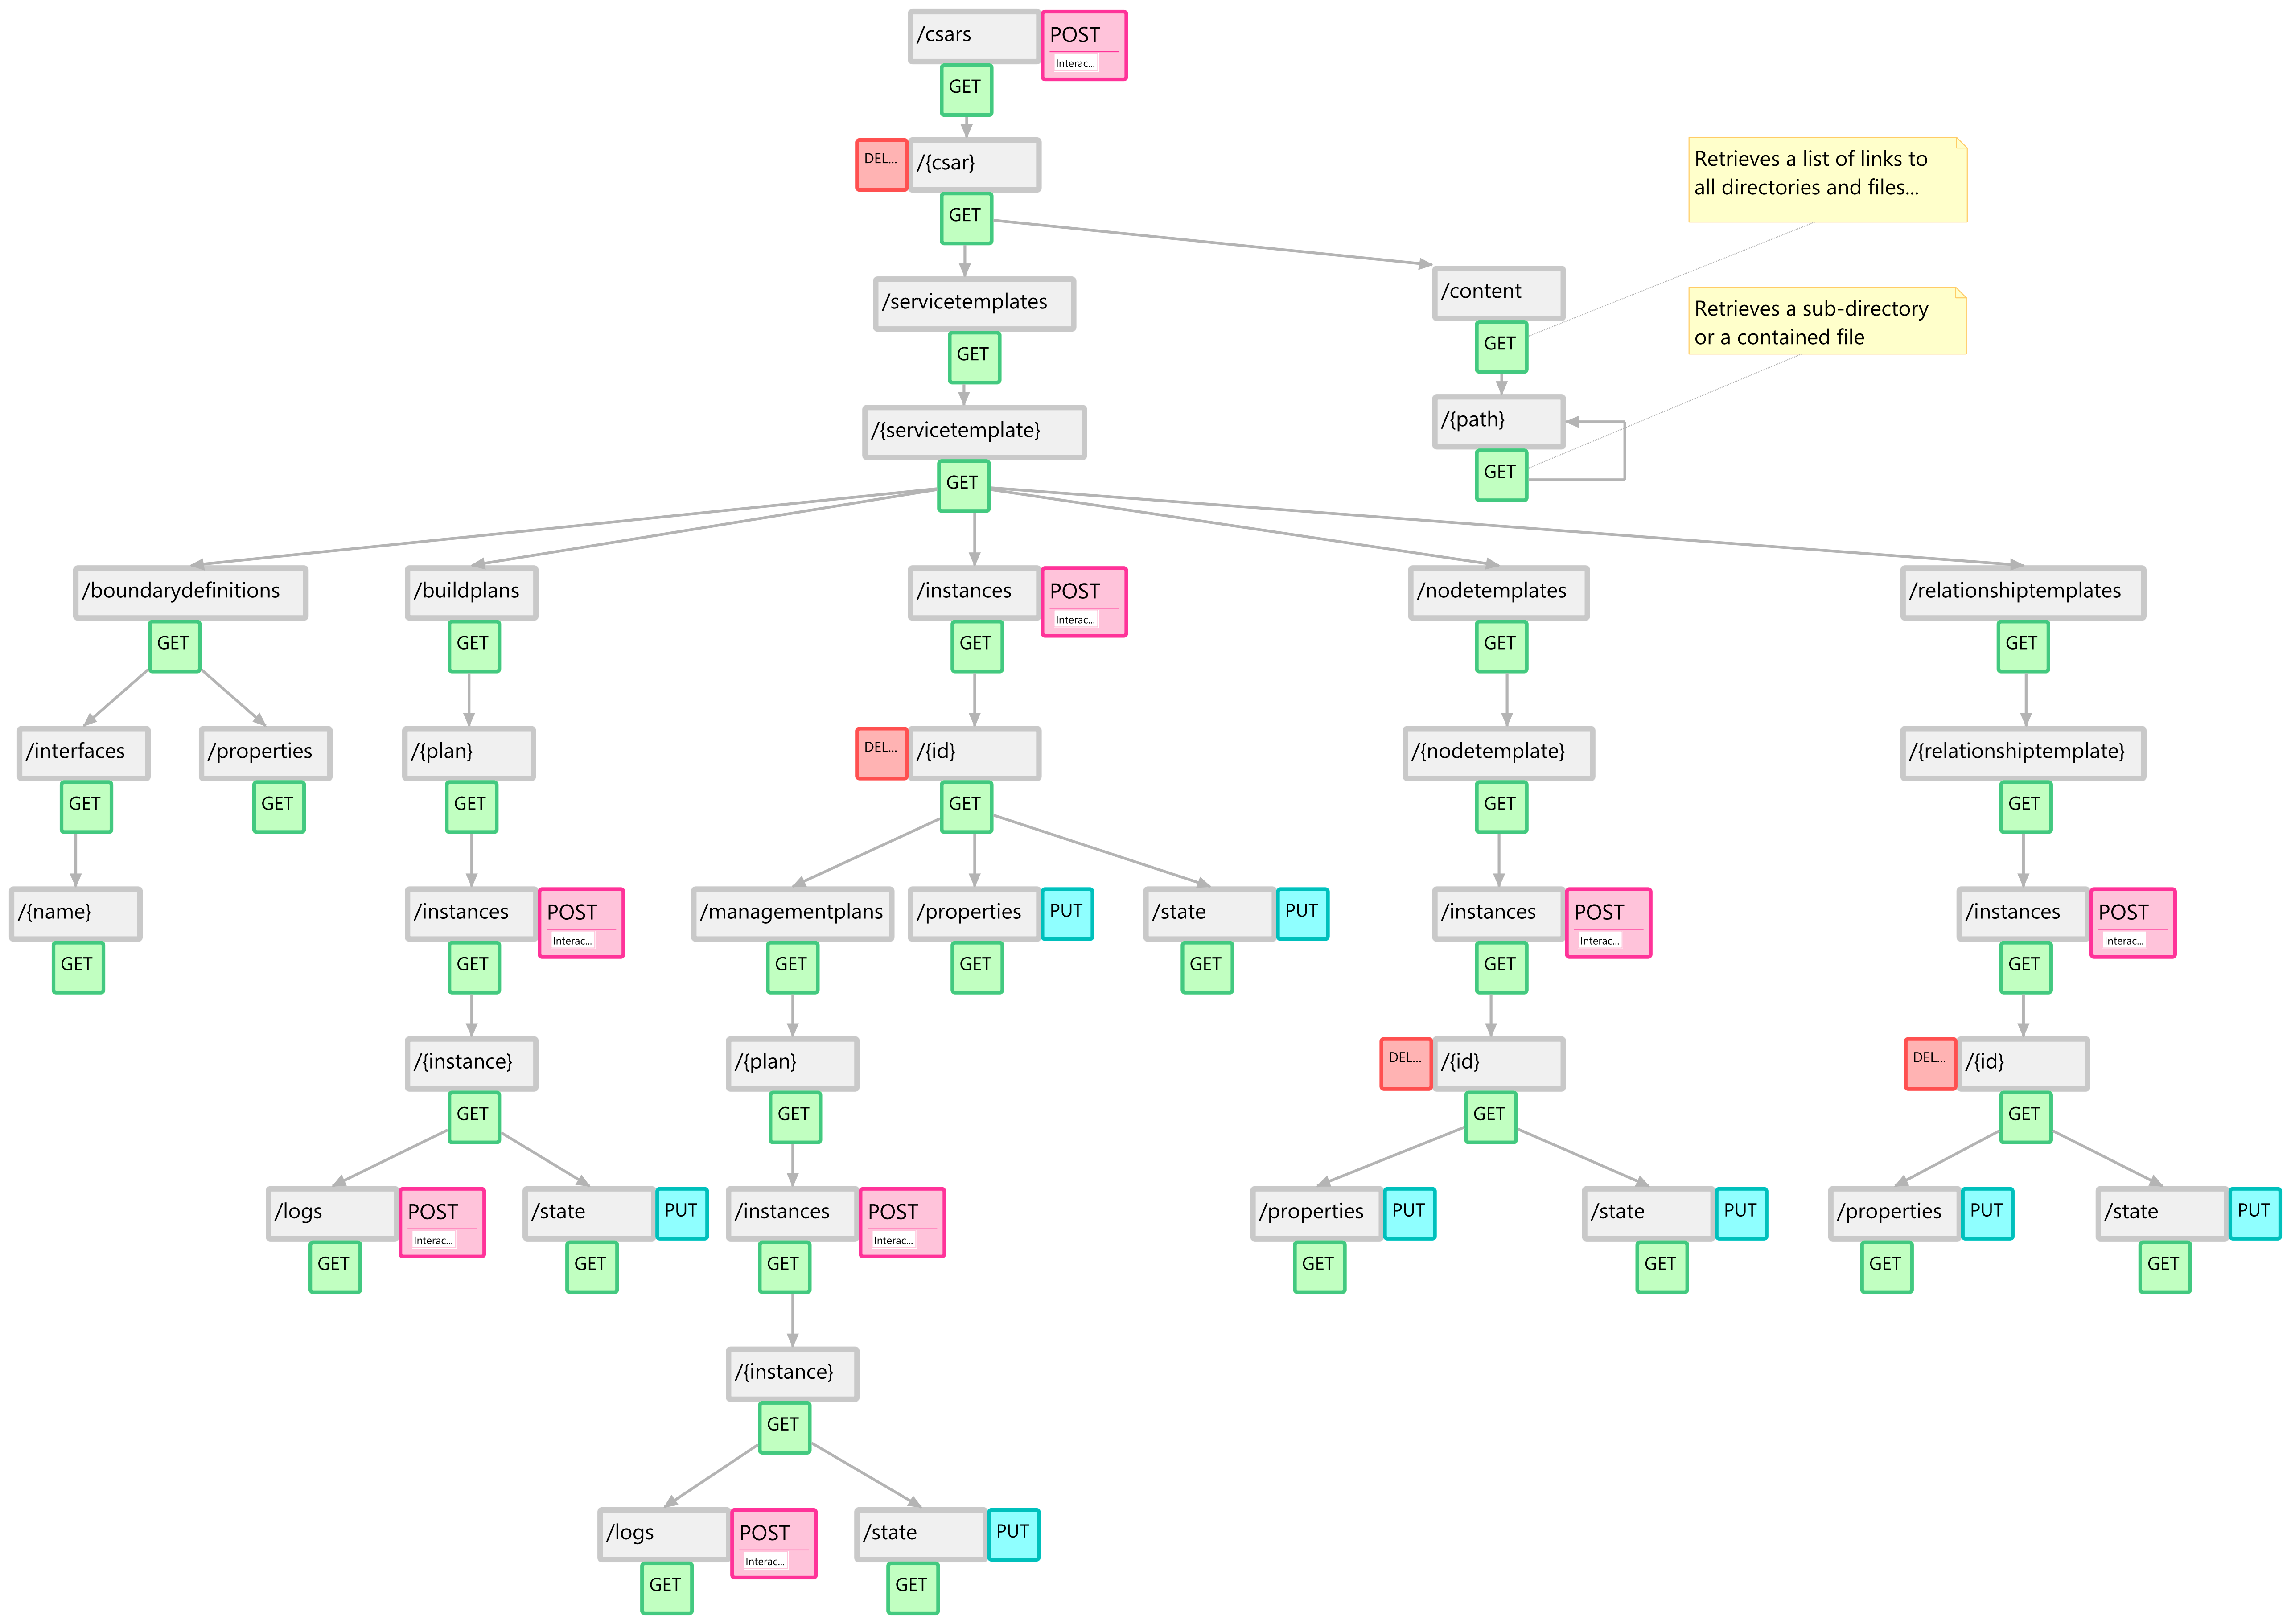 /csars
POST
Interac...
GET
DEL...
/{csar}
GET
Retrieves a list of links to
all directories and files...
/servicetemplates
GET
/content
GET
Retrieves a sub-directory
or a contained file
/{servicetemplate}
GET
/{path}
GET
/boundarydefinitions
GET
/buildplans
GET
/instances
POST
Interac...
GET
/nodetemplates
GET
/relationshiptemplates
GET
/interfaces
GET
/properties
GET
/{plan}
GET
DEL...
/{id}
GET
/{nodetemplate}
GET
/{relationshiptemplate}
GET
/{name}
GET
/instances
POST
Interac...
GET
/managementplans
GET
/properties
PUT
GET
/state
PUT
GET
/instances
POST
Interac...
GET
/instances
POST
Interac...
GET
/{instance}
GET
/{plan}
GET
DEL...
/{id}
GET
DEL...
/{id}
GET
/logs
POST
Interac...
GET
/state
PUT
GET
/instances
POST
Interac...
GET
/properties
PUT
GET
/state
PUT
GET
/properties
PUT
GET
/state
PUT
GET
/{instance}
GET
/logs
POST
Interac...
GET
/state
PUT
GET